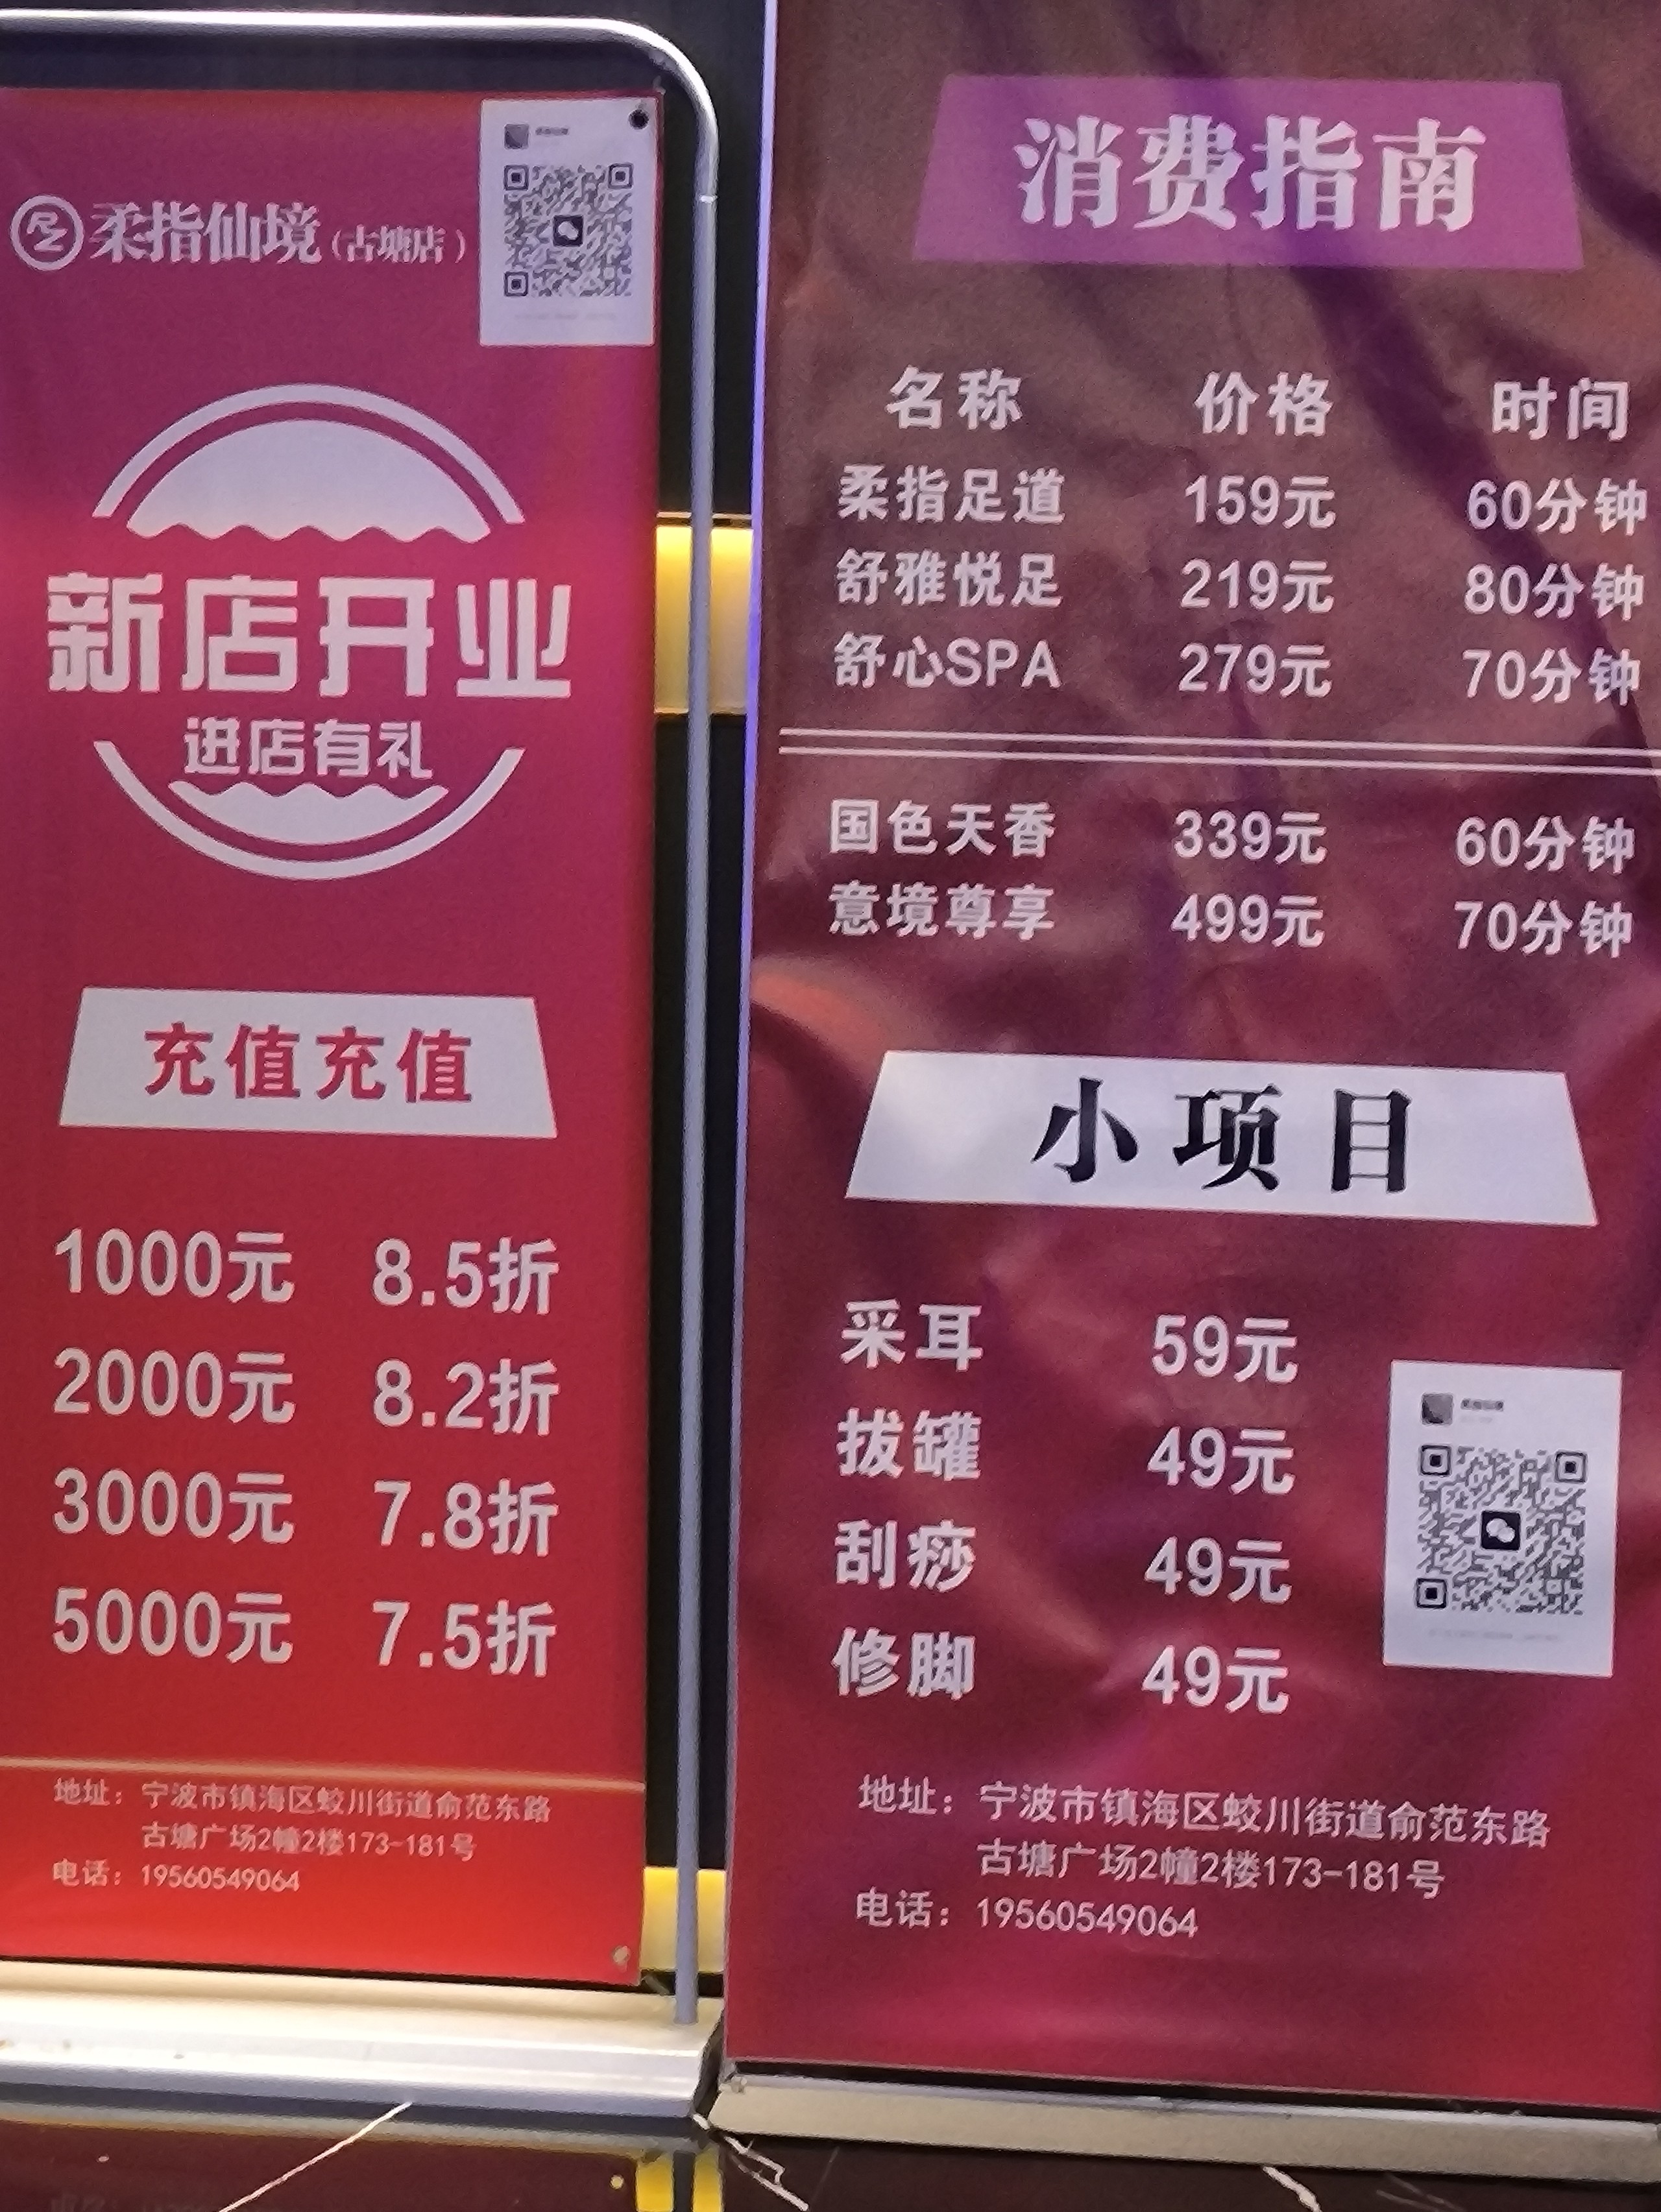 柔指仙境(古塘店)
新店开业
进店有礼
充值充值
1000元 8.5折
2000元 8.2折
3000元 7.8折
5000元 7.5折
地址：宁波市镇海区蛟川街道俞范东路
古塘广场2幢2楼173-181号
电话：19560549064
消费指南
名称 价格 时间
柔指足道 159元 60分钟
舒雅悦足 219元 80分钟
舒心SPA 279元 70分钟
国色天香 339元 60分钟
意境尊享 499元 70分钟
小项目
采耳 59元
拔罐 49元
刮痧 49元
修脚 49元
柔指仙境
地址：宁波市镇海区蛟川街道俞范东路
古塘广场2幢2楼173-181号
电话：19560549064